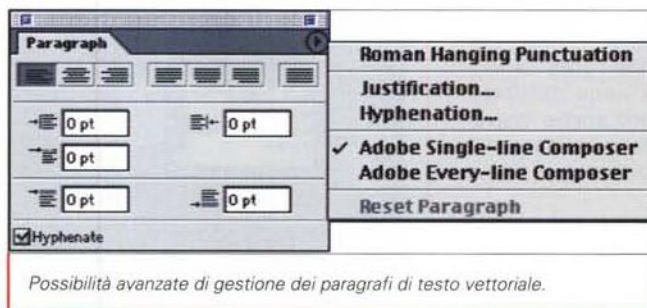 Paragraph
0 pt 0 pt
0 pt
0 pt 0 pt
Hyphenate
Roman Hanging Punctuation
Justification...
Hyphenation...
✓ Adobe Single-line Composer
Adobe Every-line Composer
Reset Paragraph
Possibilità avanzate di gestione dei paragrafi di testo vettoriale.